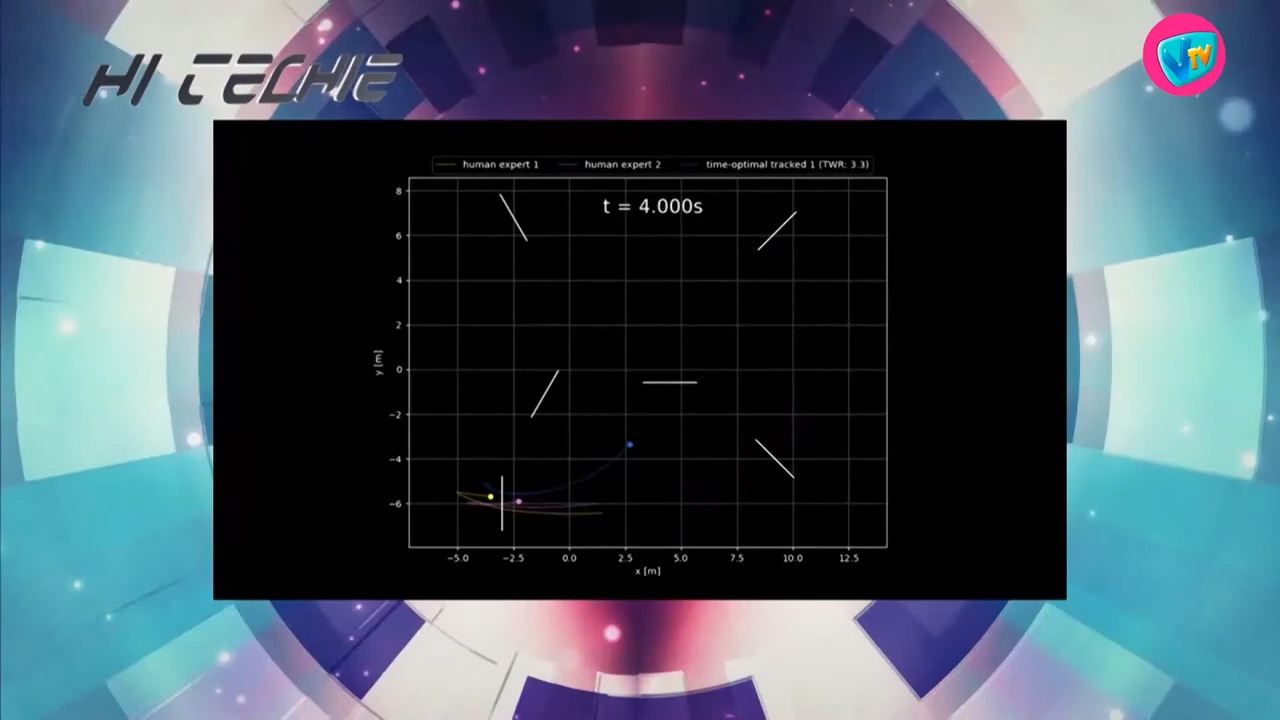 HI TECHIE
VTV
human expert 1 human expert 2 time-optimal tracked 1 (TWR: 3.3)
t = 4.000s
8
6
4
2
0
−2
−4
−6
y [m]
−5.0 −2.5 0.0 2.5 5.0 7.5 10.0 12.5
x [m]